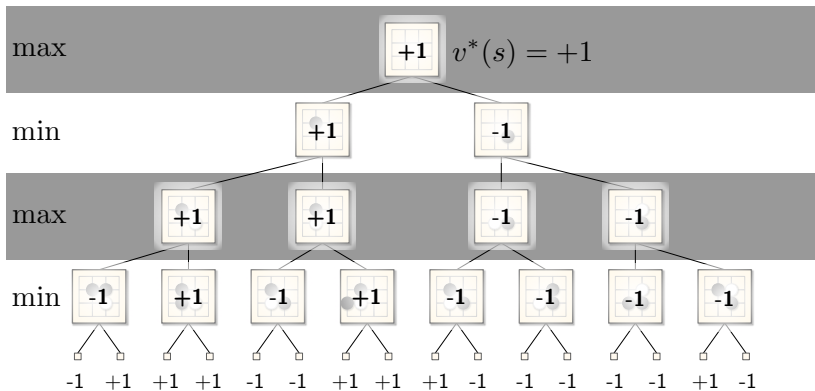 max +1 v*(s) = +1
min +1 -1
max +1 +1 -1 -1
min -1 +1 -1 +1 -1 -1 -1 -1
-1 +1 +1 +1 -1 -1 +1 +1 +1 -1 -1 -1 -1 -1 +1 -1